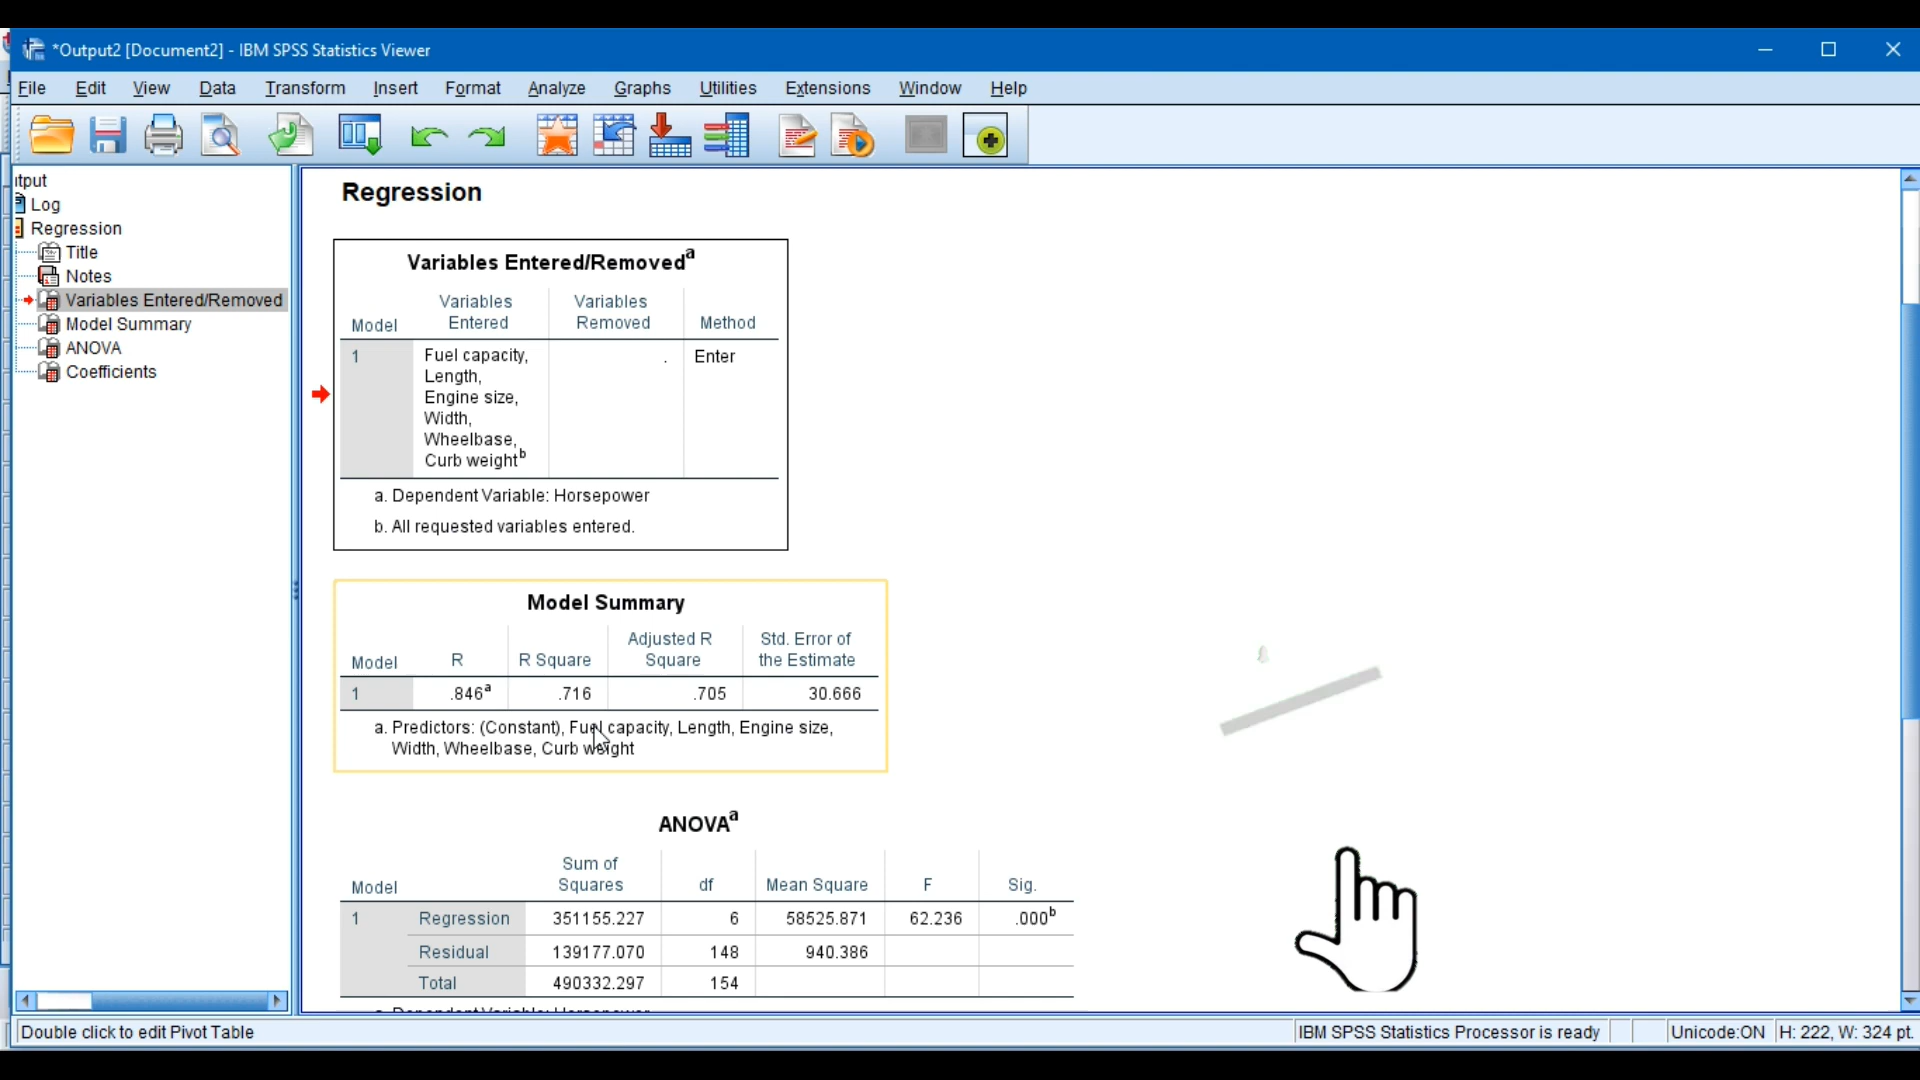 *Output2 [Document2] - IBM SPSS Statistics Viewer
File Edit View Data Transform Insert Format Analyze Graphs Utilities Extensions Window Help
tput
Log
Regression
Title
Notes
Variables Entered/Removed
Model Summary
ANOVA
Coefficients
Regression
Variables Entered/Removedᵃ
Model Variables Entered Variables Removed Method
1 Fuel capacity, . Enter
Length,
Engine size,
Width,
Wheelbase,
Curb weightᵇ
a. Dependent Variable: Horsepower
b. All requested variables entered.
Model Summary
Model R R Square Adjusted R Square Std. Error of the Estimate
1 .846ᵃ .716 .705 30.666
a. Predictors: (Constant), Fuel capacity, Length, Engine size,
Width, Wheelbase, Curb weight
ANOVAᵃ
Model Sum of Squares df Mean Square F Sig.
1 Regression 351155.227 6 58525.871 62.236 .000ᵇ
Residual 139177.070 148 940.386
Total 490332.297 154
a. Dependent Variable: Horsepower
Double click to edit Pivot Table IBM SPSS Statistics Processor is ready Unicode:ON H: 222, W: 324 pt.